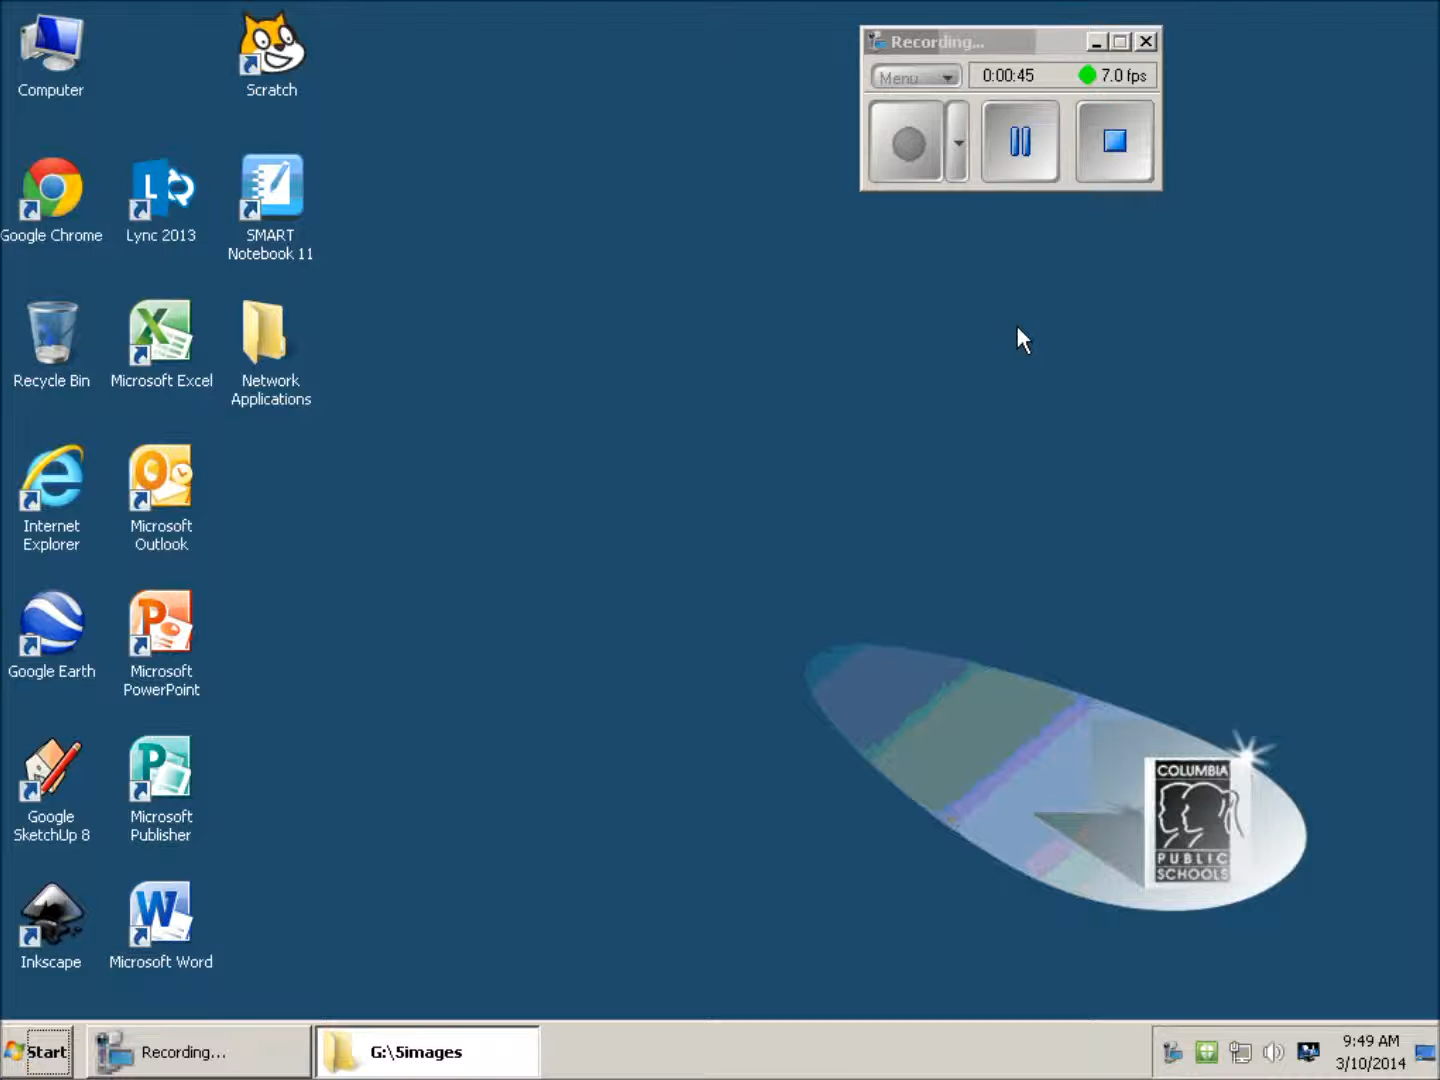 Computer
Scratch
Recording...
Menu
0:00:45
7.0 fps
Google Chrome
Lync 2013
SMART
Notebook 11
Recycle Bin
Microsoft Excel
Network
Applications
Internet
Explorer
Microsoft
Outlook
Google Earth
Microsoft
PowerPoint
Google
SketchUp 8
Microsoft
Publisher
COLUMBIA
PUBLIC
SCHOOLS
Inkscape
Microsoft Word
Start
Recording...
G:\5images
9:49 AM
3/10/2014